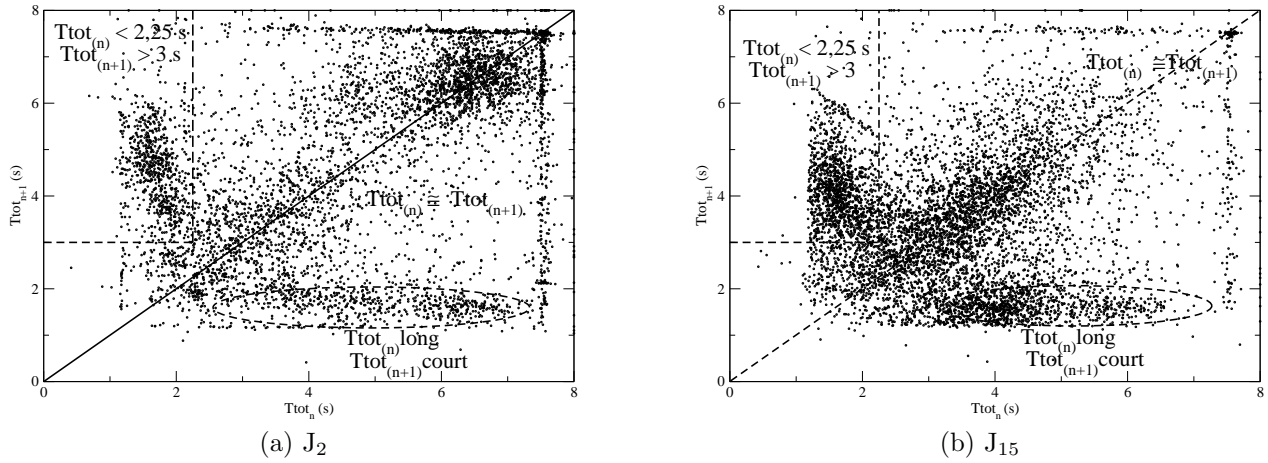 8
6
4
2
0
Ttot n+1 (s)
Ttot(n) < 2,25 s
Ttot(n+1) > 3 s
Ttot(n) ≅ Ttot(n+1)
Ttot(n) long
Ttot(n+1) court
0 2 4 6 8
Ttot n (s)
(a) J2
8
6
4
2
0
Ttot n+1 (s)
Ttot(n) < 2,25 s
Ttot(n+1) > 3
Ttot(n) ≅ Ttot(n+1)
Ttot(n) long
Ttot(n+1) court
0 2 4 6 8
Ttot n (s)
(b) J15